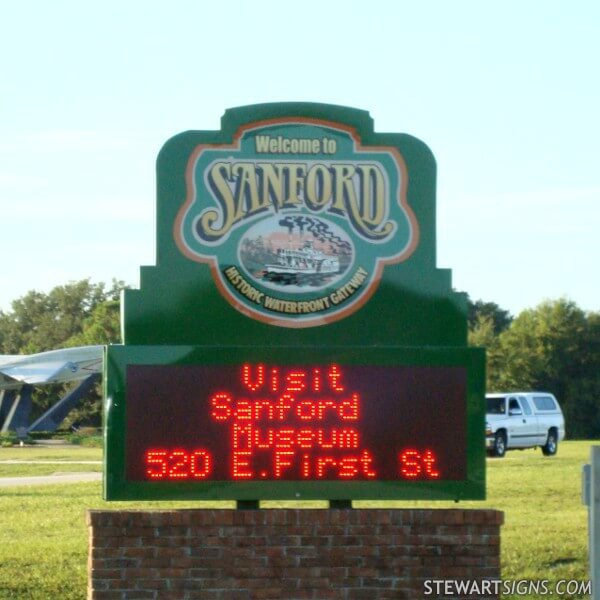 Welcome to
SANFORD
HISTORIC WATERFRONT GATEWAY
Visit
Sanford
Museum
520 E.First St
STEWARTSIGNS.COM